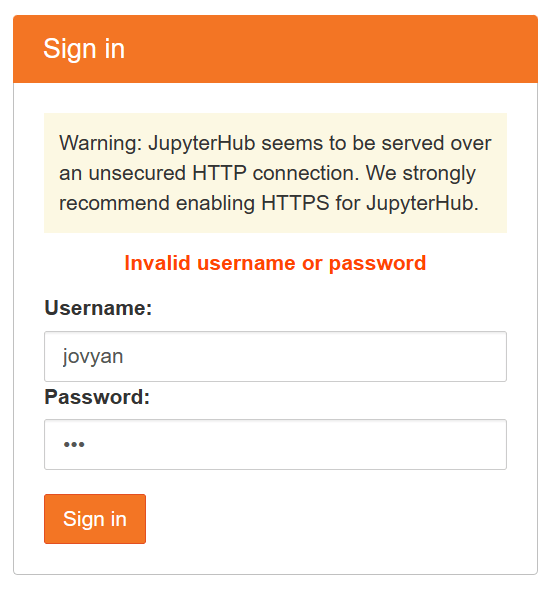 Sign in
Warning: JupyterHub seems to be served over
an unsecured HTTP connection. We strongly
recommend enabling HTTPS for JupyterHub.
Invalid username or password
Username:
jovyan
Password:
•••
Sign in